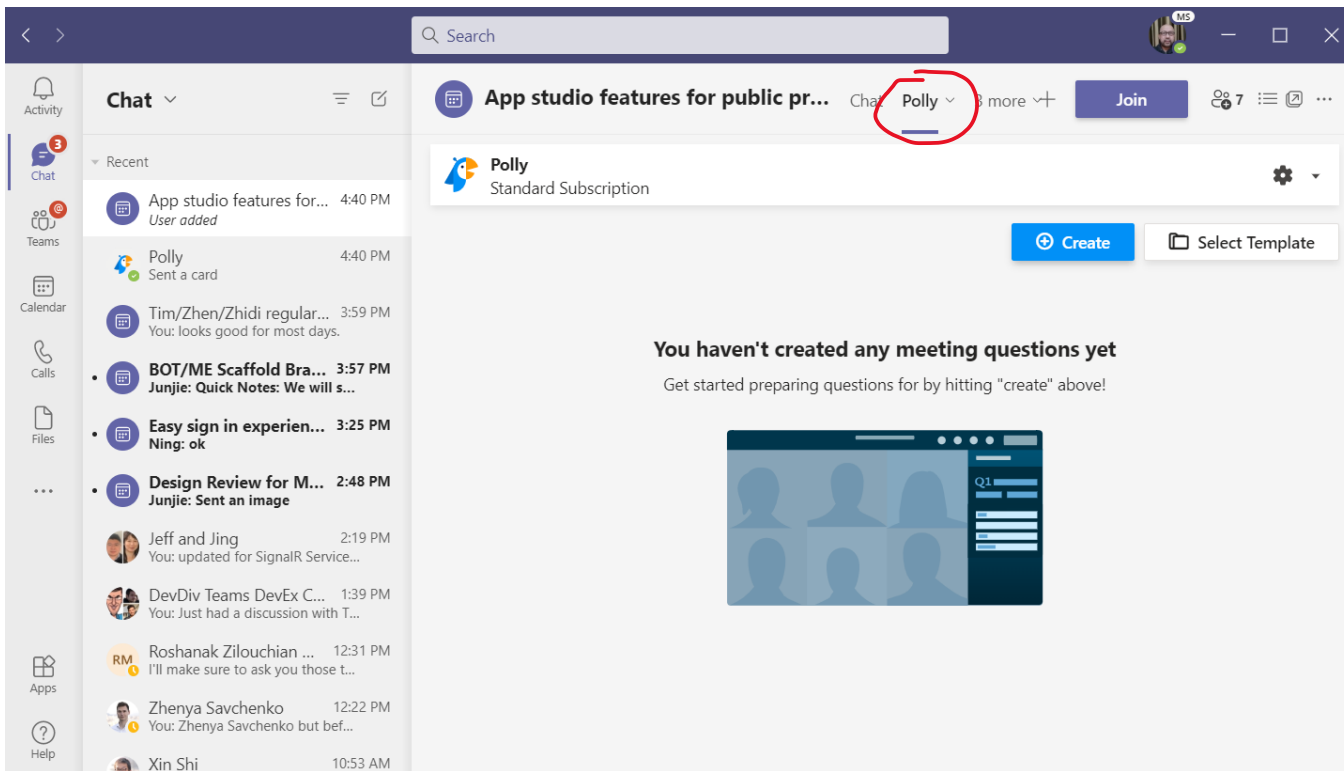 Search
MS
Activity
3
Chat
@
Teams
Calendar
Calls
Files
Apps
Help
Chat
Recent
App studio features for... 4:40 PM
User added
Polly 4:40 PM
Sent a card
Tim/Zhen/Zhidi regular... 3:59 PM
You: looks good for most days.
BOT/ME Scaffold Bra... 3:57 PM
Junjie: Quick Notes: We will s...
Easy sign in experien... 3:25 PM
Ning: ok
Design Review for M... 2:48 PM
Junjie: Sent an image
Jeff and Jing 2:19 PM
You: updated for SignalR Service...
DevDiv Teams DevEx C... 1:39 PM
You: Just had a discussion with T...
RM
Roshanak Zilouchian ... 12:31 PM
I'll make sure to ask you those t...
Zhenya Savchenko 12:22 PM
You: Zhenya Savchenko but bef...
Xin Shi 10:53 AM
App studio features for public pr... Chat Polly 3 more Join 7
Polly
Standard Subscription
Create Select Template
You haven't created any meeting questions yet
Get started preparing questions for by hitting "create" above!
Q1